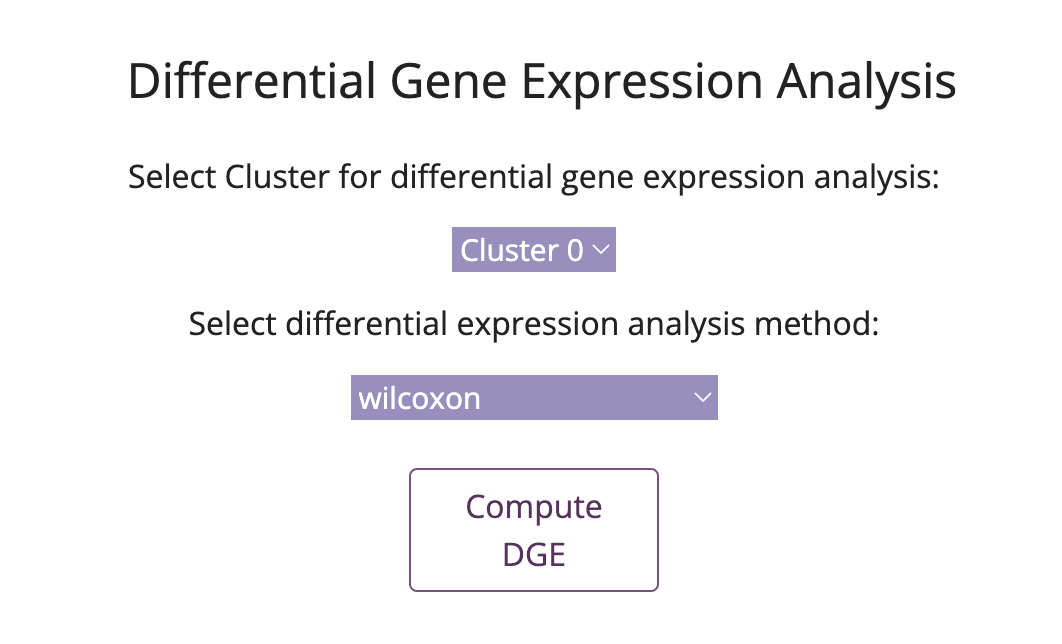 Differential Gene Expression Analysis
Select Cluster for differential gene expression analysis:
Cluster 0
Select differential expression analysis method:
wilcoxon
Compute
DGE